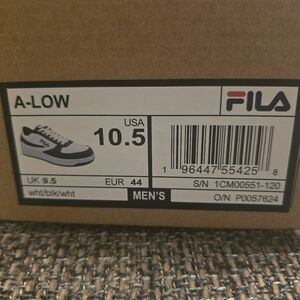 A-LOW
FILA
USA
10.5
1 96447 55425 8
UK 9.5 EUR 44 S/N 1CM00551-120
wht/blk/wht MEN'S O/N P0057624